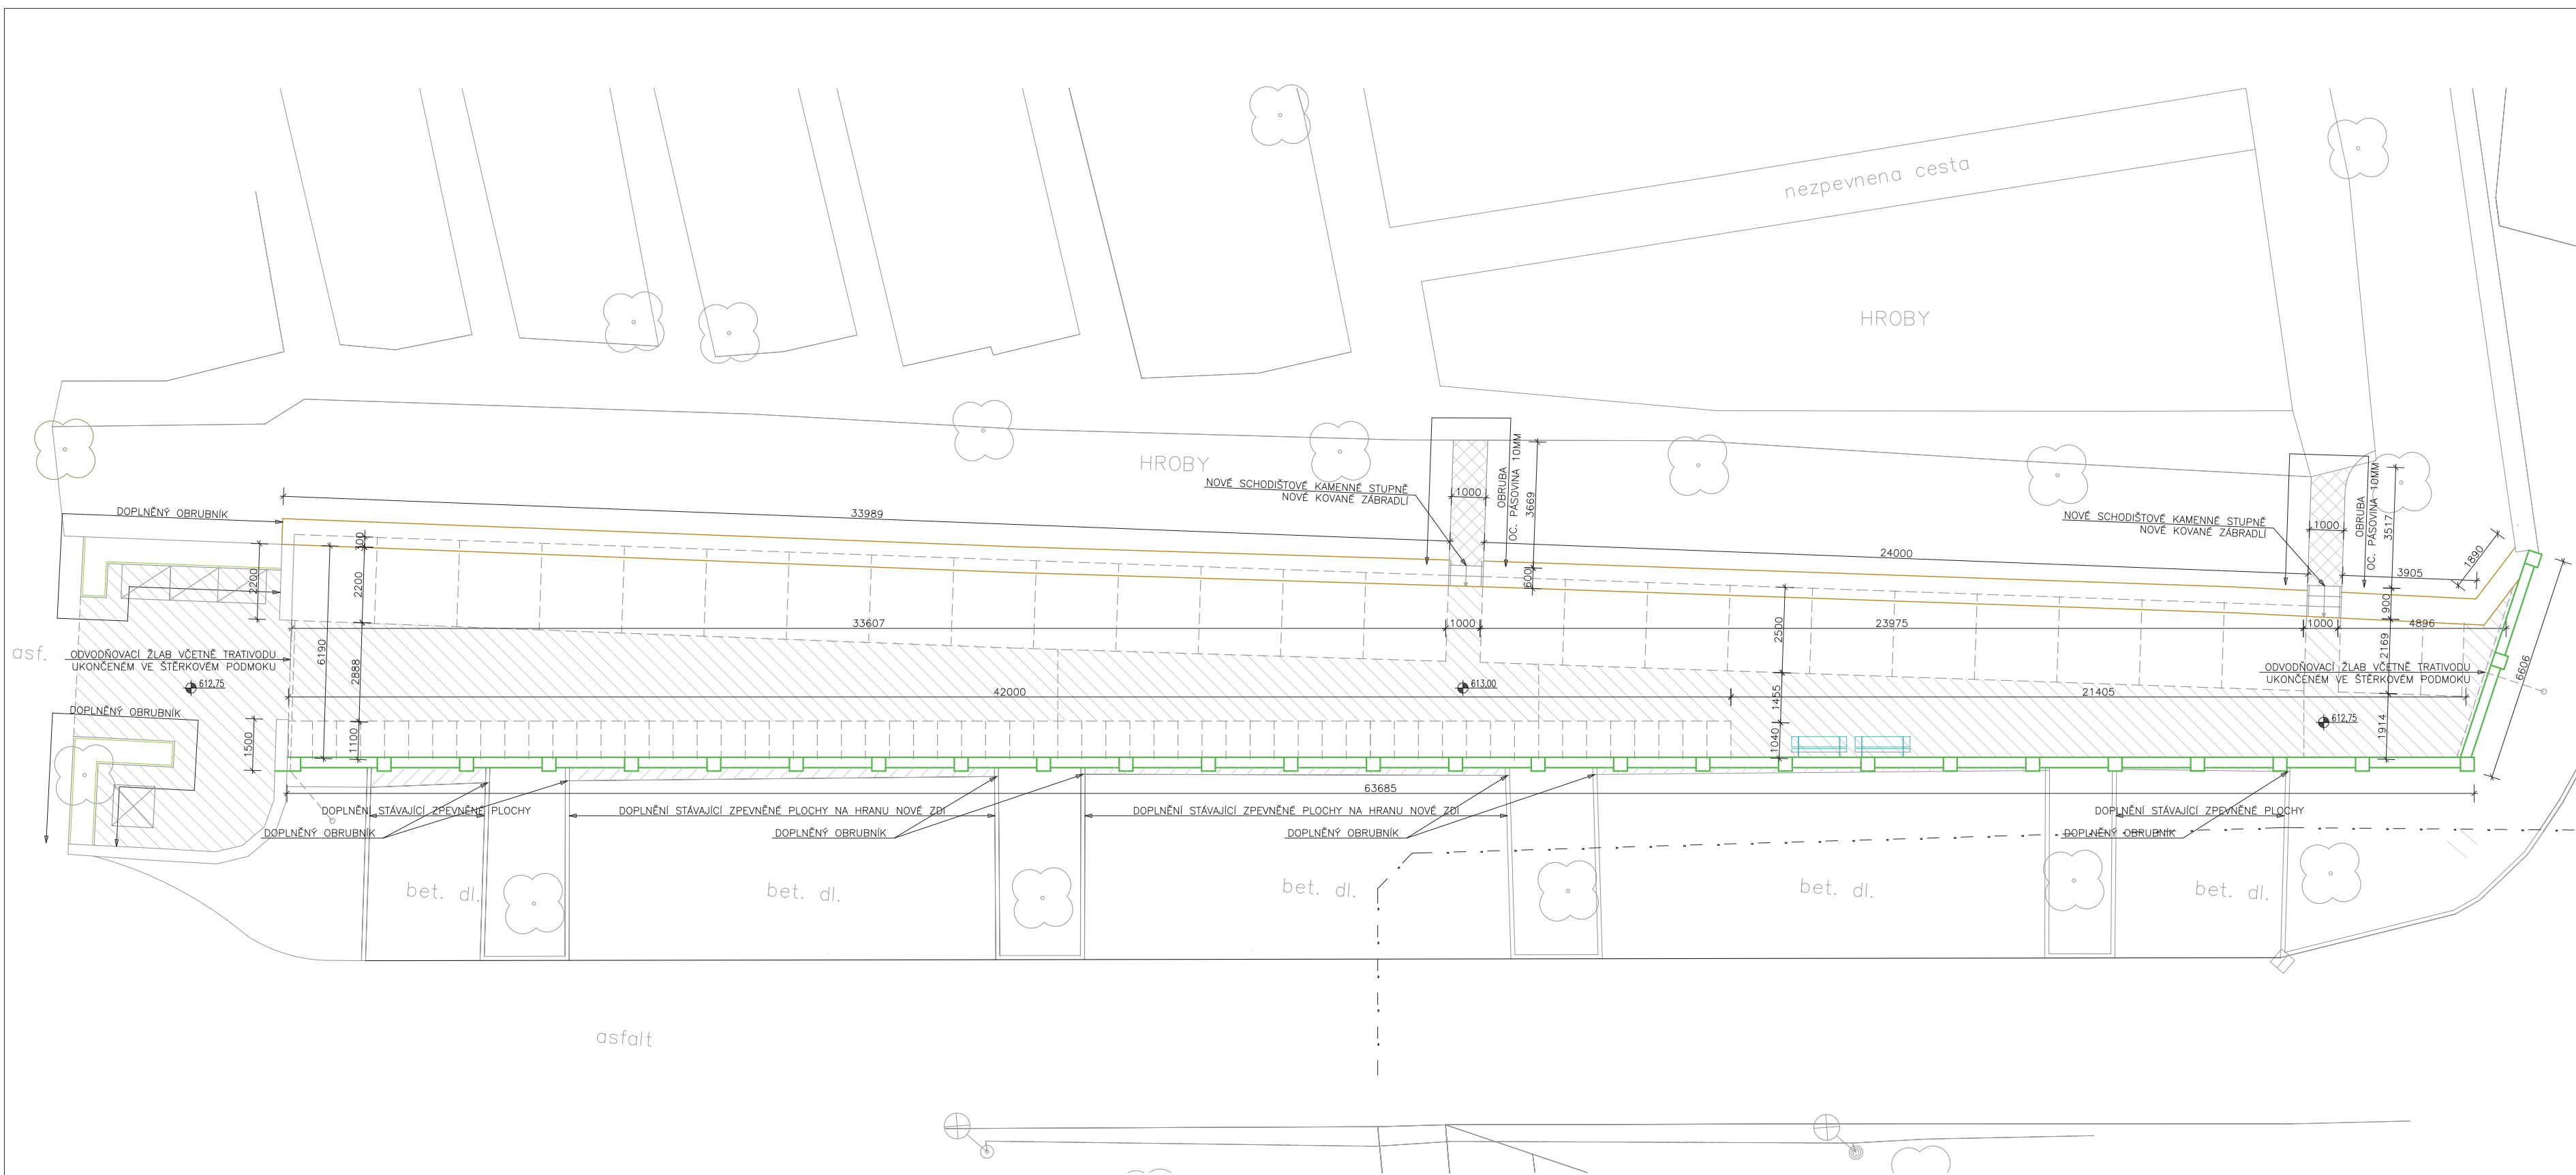 nezpevnena cesta
HROBY
HROBY
DOPLNĚNÝ OBRUBNÍK
33989
NOVÉ SCHODIŠŤOVÉ KAMENNÉ STUPNĚ
NOVÉ KOVANÉ ZÁBRADLÍ
1000
OBRUBA
OC. PÁSOVINA 10MM
3669
600
24000
NOVÉ SCHODIŠŤOVÉ KAMENNÉ STUPNĚ
NOVÉ KOVANÉ ZÁBRADLÍ
1000
OBRUBA
OC. PÁSOVINA 10MM
3517
1890
3905
900
2200
300
2200
6190
2888
33607
1000
2500
23975
1000
4896
2169
6606
asf.
ODVODŇOVACÍ ŽLAB VČETNĚ TRATIVODU
UKONČENÉM VE ŠTĚRKOVÉM PODMOKU
612,75
613,00
42000
1455
21405
ODVODŇOVACÍ ŽLAB VČETNĚ TRATIVODU
UKONČENÉM VE ŠTĚRKOVÉM PODMOKU
612,75
1914
DOPLNĚNÝ OBRUBNÍK
1500
1100
1040
63685
DOPLNĚNÍ STÁVAJÍCÍ ZPEVNĚNÉ PLOCHY
DOPLNĚNÍ STÁVAJÍCÍ ZPEVNĚNÉ PLOCHY NA HRANU NOVÉ ZDI
DOPLNĚNÍ STÁVAJÍCÍ ZPEVNĚNÉ PLOCHY NA HRANU NOVÉ ZDI
DOPLNĚNÍ STÁVAJÍCÍ ZPEVNĚNÉ PLOCHY
DOPLNĚNÝ OBRUBNÍK
DOPLNĚNÝ OBRUBNÍK
DOPLNĚNÝ OBRUBNÍK
DOPLNĚNÝ OBRUBNÍK
bet. dl.
bet. dl.
bet. dl.
bet. dl.
bet. dl.
asfalt